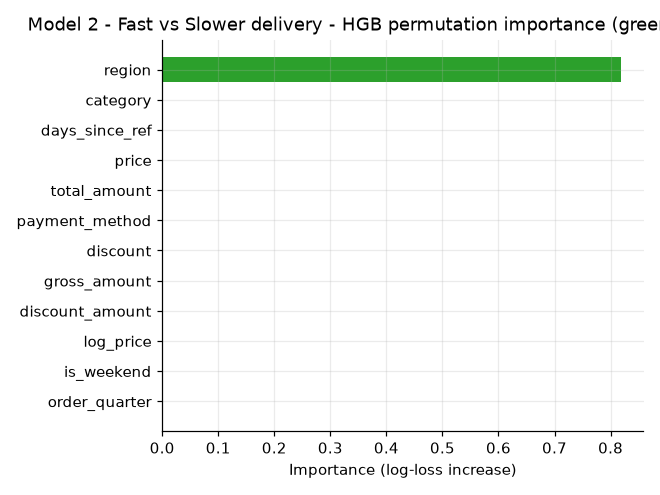 Model 2 - Fast vs Slower delivery - HGB permutation importance (gree
region
category
days_since_ref
price
total_amount
payment_method
discount
gross_amount
discount_amount
log_price
is_weekend
order_quarter
0.0 0.1 0.2 0.3 0.4 0.5 0.6 0.7 0.8
Importance (log-loss increase)